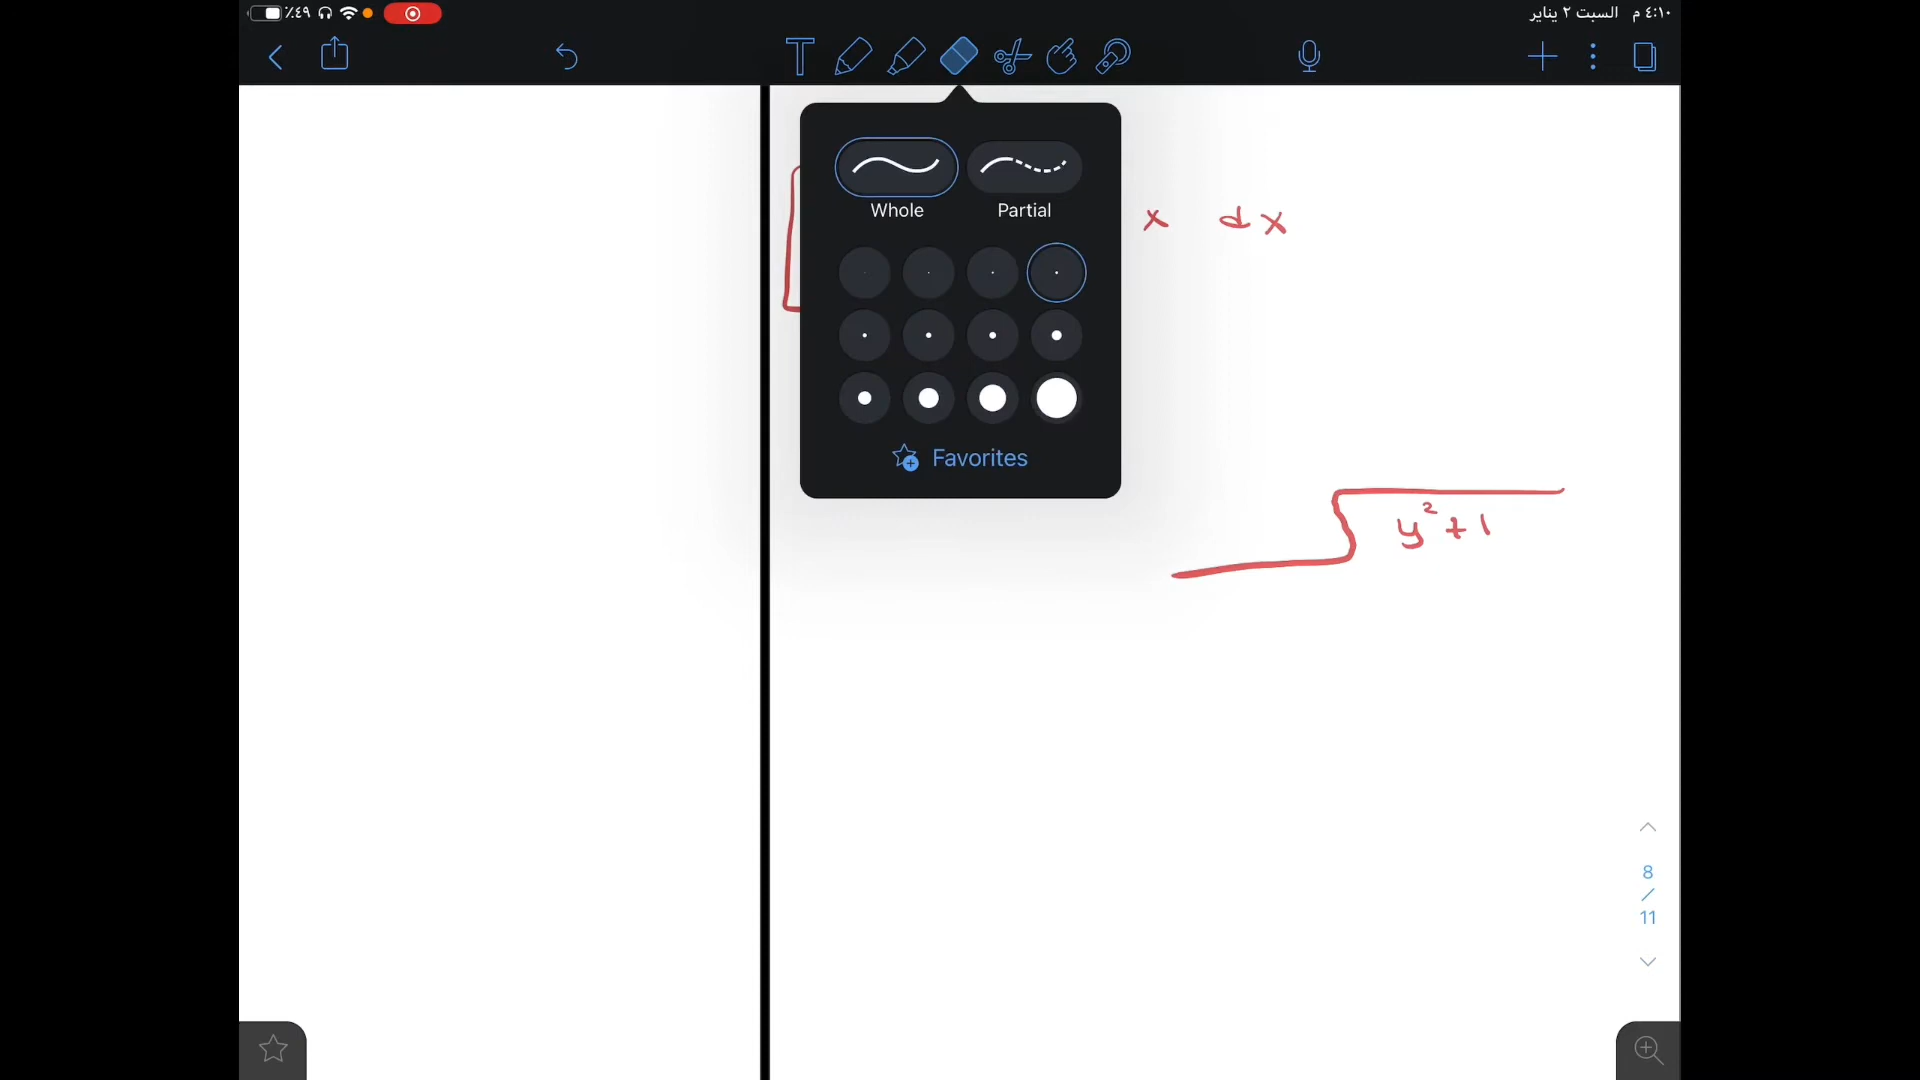 ٪٤٩
السبت ٢ يناير ٤:١٠ م
T
Whole Partial
x dx
Favorites
y² + 1
8
/
11